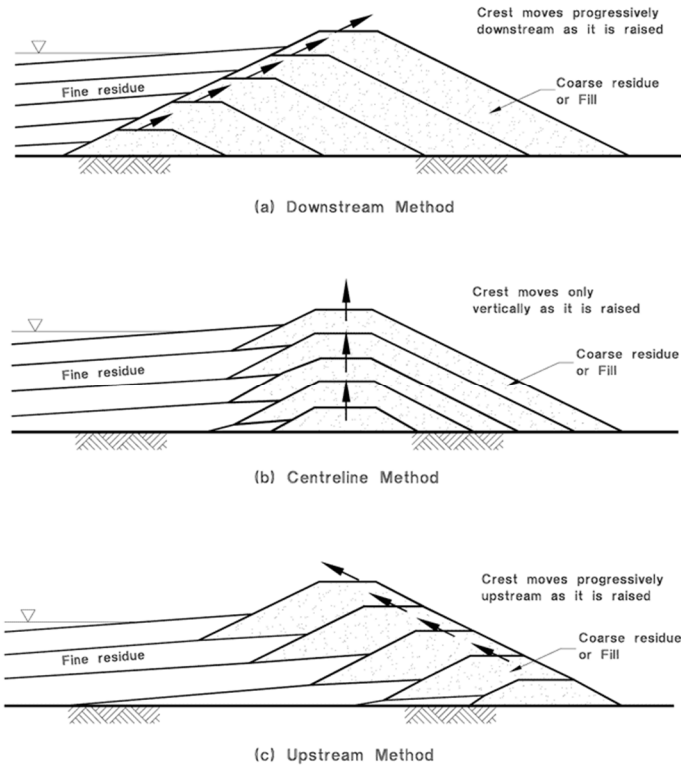 Crest moves progressively
downstream as it is raised
Fine residue
Coarse residue
or Fill
(a) Downstream Method
Crest moves only
vertically as it is raised
Fine residue
Coarse residue
or Fill
(b) Centreline Method
Crest moves progressively
upstream as it is raised
Fine residue
Coarse residue
or Fill
(c) Upstream Method